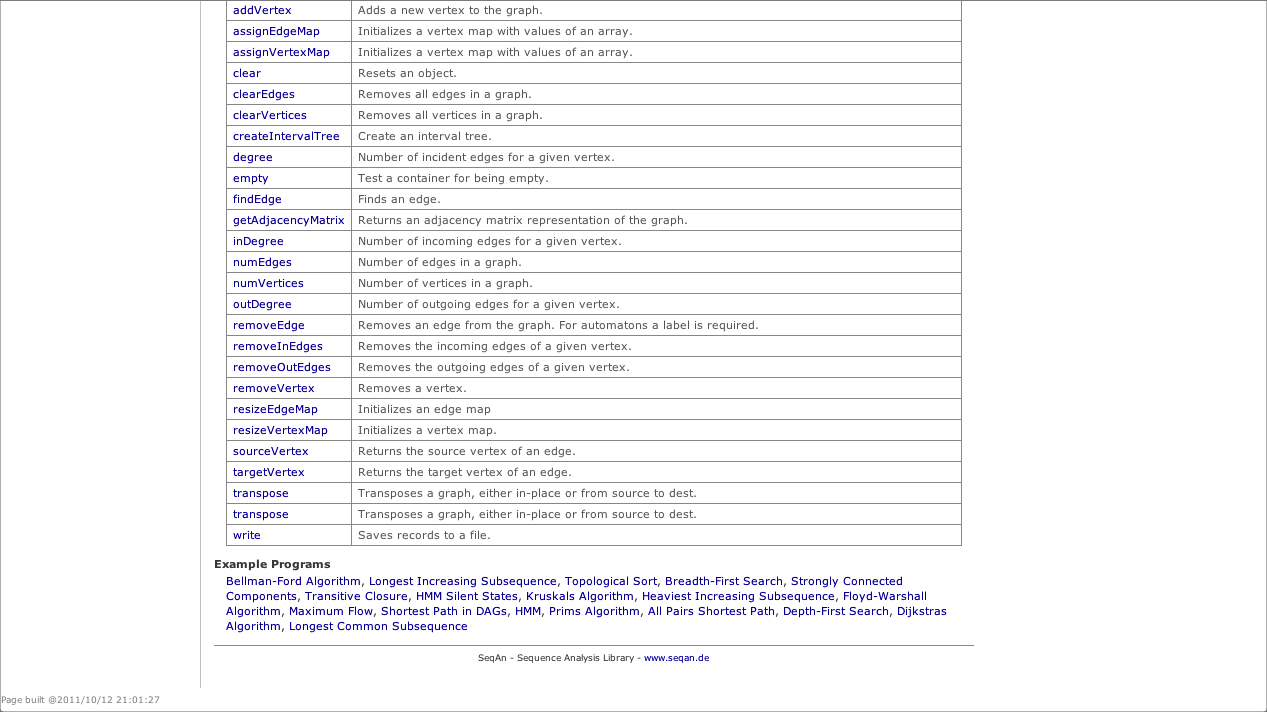 addVertex Adds a new vertex to the graph.
assignEdgeMap Initializes a vertex map with values of an array.
assignVertexMap Initializes a vertex map with values of an array.
clear Resets an object.
clearEdges Removes all edges in a graph.
clearVertices Removes all vertices in a graph.
createIntervalTree Create an interval tree.
degree Number of incident edges for a given vertex.
empty Test a container for being empty.
findEdge Finds an edge.
getAdjacencyMatrix Returns an adjacency matrix representation of the graph.
inDegree Number of incoming edges for a given vertex.
numEdges Number of edges in a graph.
numVertices Number of vertices in a graph.
outDegree Number of outgoing edges for a given vertex.
removeEdge Removes an edge from the graph. For automatons a label is required.
removeInEdges Removes the incoming edges of a given vertex.
removeOutEdges Removes the outgoing edges of a given vertex.
removeVertex Removes a vertex.
resizeEdgeMap Initializes an edge map
resizeVertexMap Initializes a vertex map.
sourceVertex Returns the source vertex of an edge.
targetVertex Returns the target vertex of an edge.
transpose Transposes a graph, either in-place or from source to dest.
transpose Transposes a graph, either in-place or from source to dest.
write Saves records to a file.
Example Programs
Bellman-Ford Algorithm, Longest Increasing Subsequence, Topological Sort, Breadth-First Search, Strongly Connected
Components, Transitive Closure, HMM Silent States, Kruskals Algorithm, Heaviest Increasing Subsequence, Floyd-Warshall
Algorithm, Maximum Flow, Shortest Path in DAGs, HMM, Prims Algorithm, All Pairs Shortest Path, Depth-First Search, Dijkstras
Algorithm, Longest Common Subsequence
SeqAn - Sequence Analysis Library - www.seqan.de
Page built @2011/10/12 21:01:27